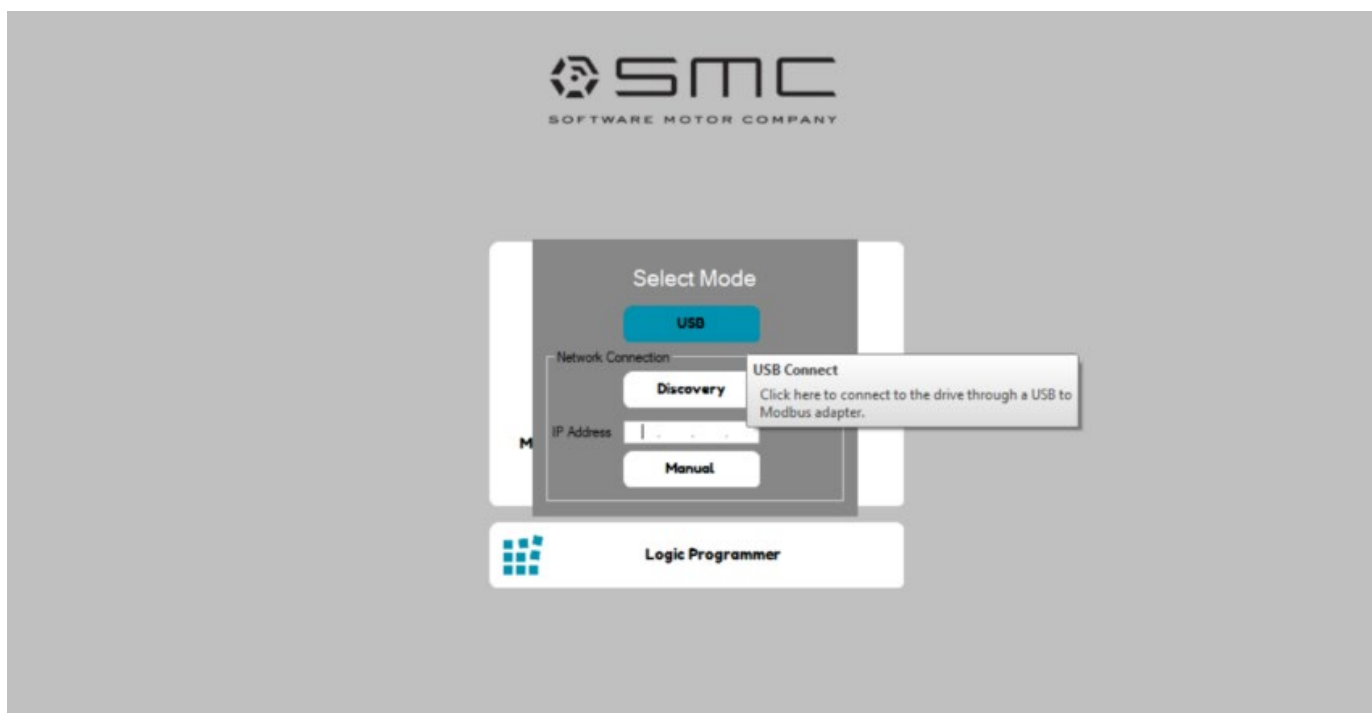 SMC
SOFTWARE MOTOR COMPANY
Select Mode
USB
Network Connection
USB Connect
Click here to connect to the drive through a USB to
Modbus adapter.
Discovery
IP Address
. . .
M
Manual
Logic Programmer